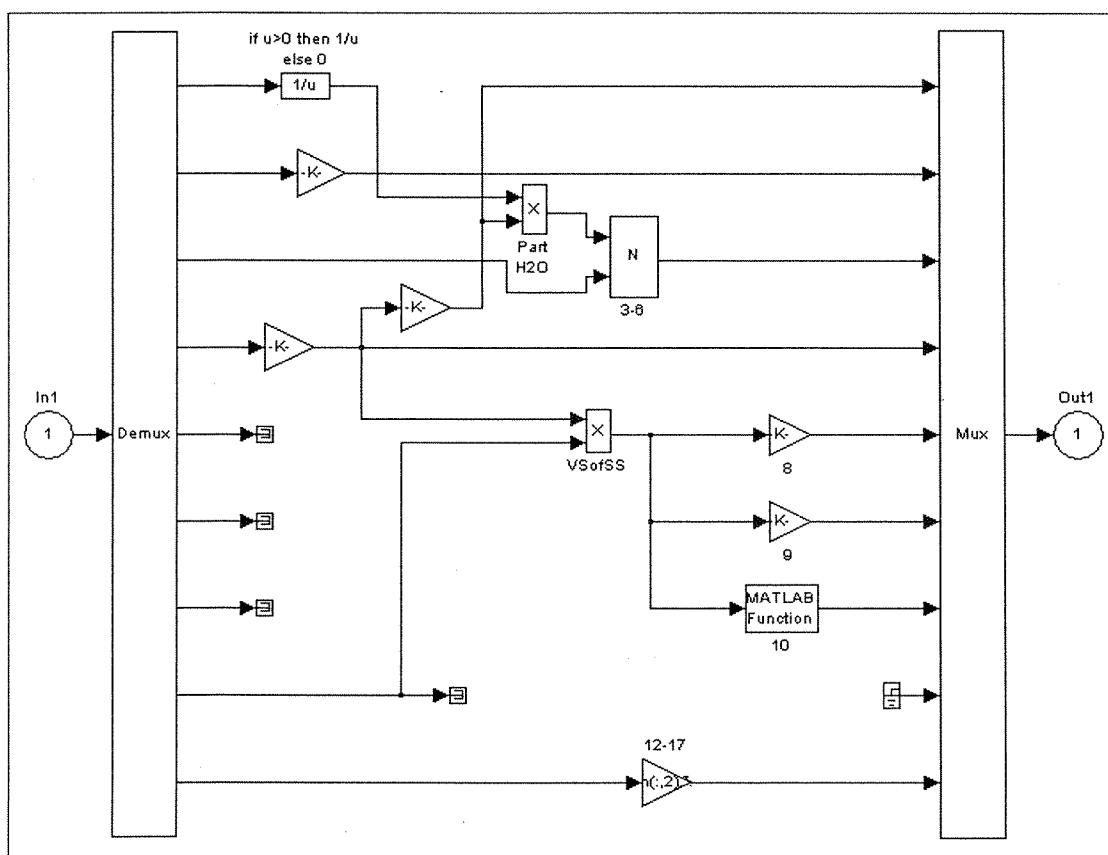 if u>0 then 1/u
else 0
1/u
-K-
X
Part
H2O
N
3-6
-K-
-K-
In1
1
Demux
X
VSofSS
-K-
8
Mux
Out1
1
-K-
9
MATLAB
Function
10
12-17